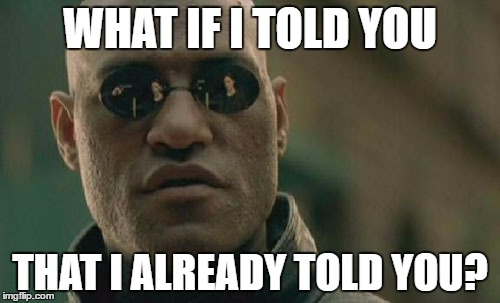 WHAT IF I TOLD YOU
THAT I ALREADY TOLD YOU?
imgflip.com